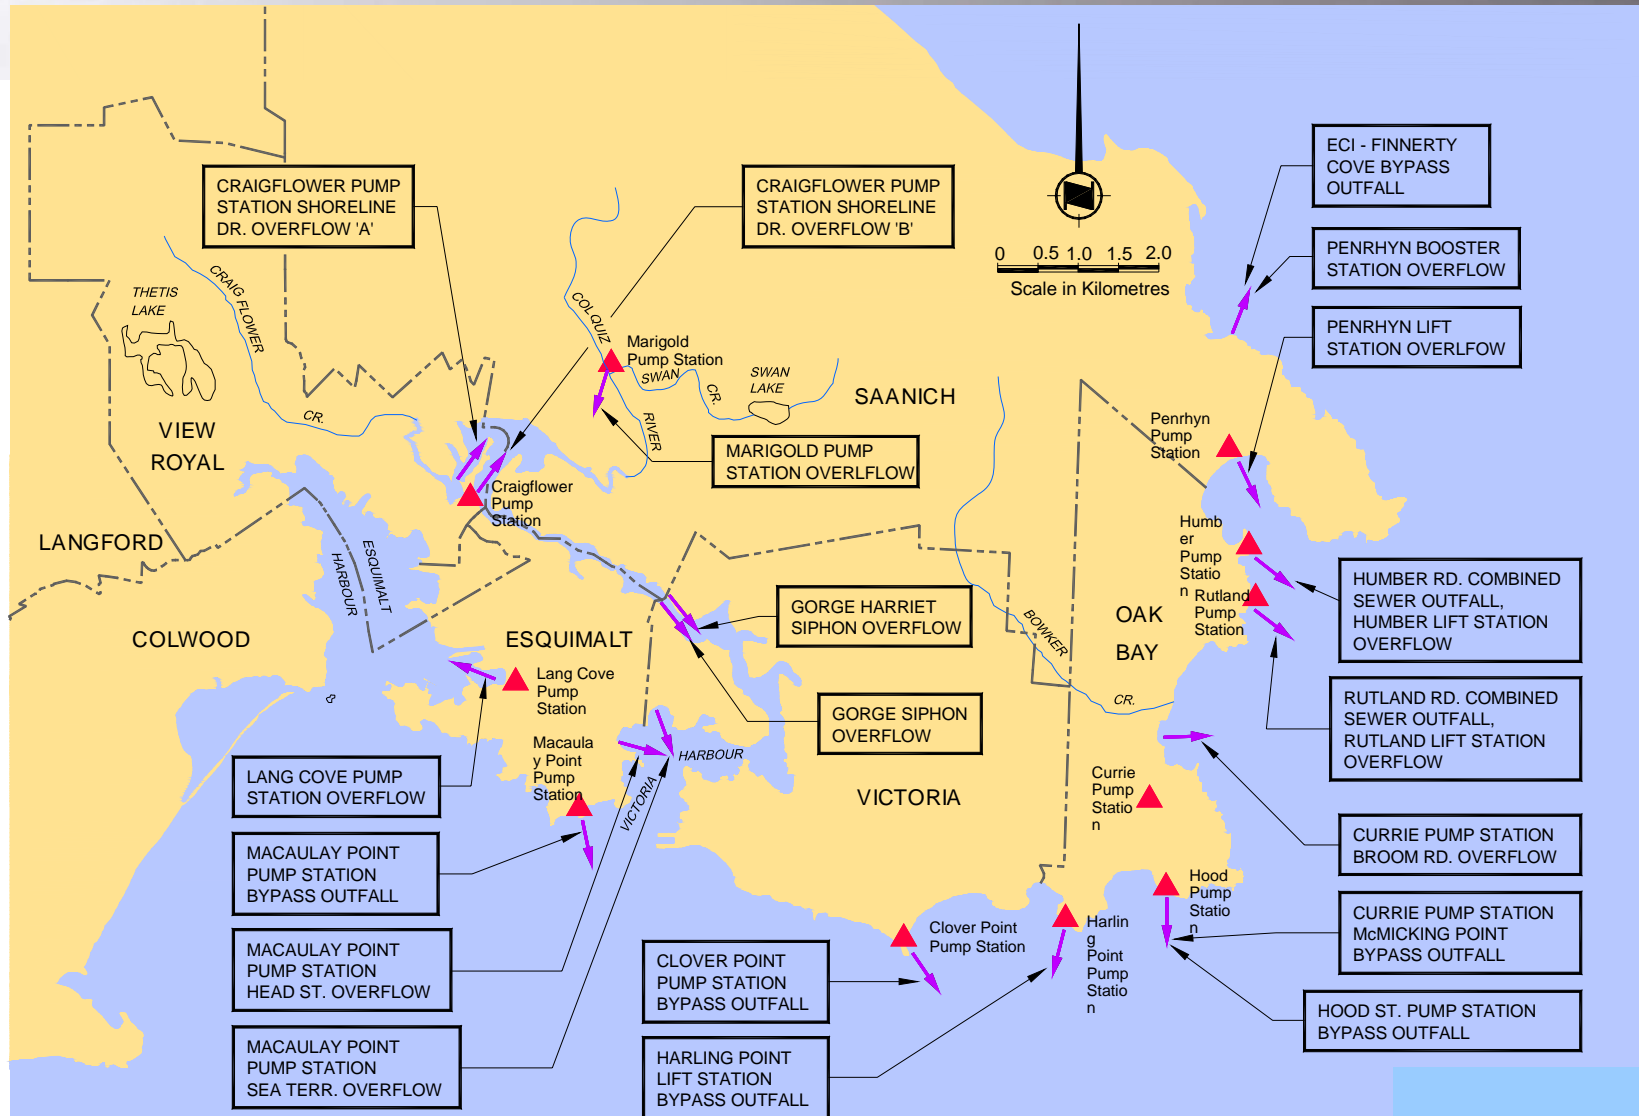 ECI - FINNERTY
COVE BYPASS
OUTFALL
CRAIGFLOWER PUMP
STATION SHORELINE
DR. OVERFLOW 'A'
CRAIGFLOWER PUMP
STATION SHORELINE
DR. OVERFLOW 'B'
PENRHYN BOOSTER
STATION OVERFLOW
0 0.5 1.0 1.5 2.0
Scale in Kilometres
THETIS
LAKE
CRAIG FLOWER
CR.
COLQUIZ
RIVER
Marigold
Pump Station
SWAN
CR.
SWAN
LAKE
PENRHYN LIFT
STATION OVERLFOW
SAANICH
VIEW
ROYAL
Penrhyn
Pump
Station
MARIGOLD PUMP
STATION OVERLFLOW
Craigflower
Pump
Station
LANGFORD
ESQUIMALT
HARBOUR
Humb
er
Pump
Statio
n
Rutland
Pump
Station
HUMBER RD. COMBINED
SEWER OUTFALL,
HUMBER LIFT STATION
OVERFLOW
COLWOOD
ESQUIMALT
GORGE HARRIET
SIPHON OVERFLOW
BOWKER
CR.
OAK
BAY
Lang Cove
Pump
Station
RUTLAND RD. COMBINED
SEWER OUTFALL,
RUTLAND LIFT STATION
OVERFLOW
GORGE SIPHON
OVERFLOW
Macaula
y Point
Pump
Station
VICTORIA
HARBOUR
LANG COVE PUMP
STATION OVERFLOW
VICTORIA
Currie
Pump
Statio
n
CURRIE PUMP STATION
BROOM RD. OVERFLOW
MACAULAY POINT
PUMP STATION
BYPASS OUTFALL
Hood
Pump
Statio
n
CURRIE PUMP STATION
McMICKING POINT
BYPASS OUTFALL
Clover Point
Pump Station
Harlin
g
Point
Pump
Statio
n
MACAULAY POINT
PUMP STATION
HEAD ST. OVERFLOW
CLOVER POINT
PUMP STATION
BYPASS OUTFALL
HOOD ST. PUMP STATION
BYPASS OUTFALL
MACAULAY POINT
PUMP STATION
SEA TERR. OVERFLOW
HARLING POINT
LIFT STATION
BYPASS OUTFALL